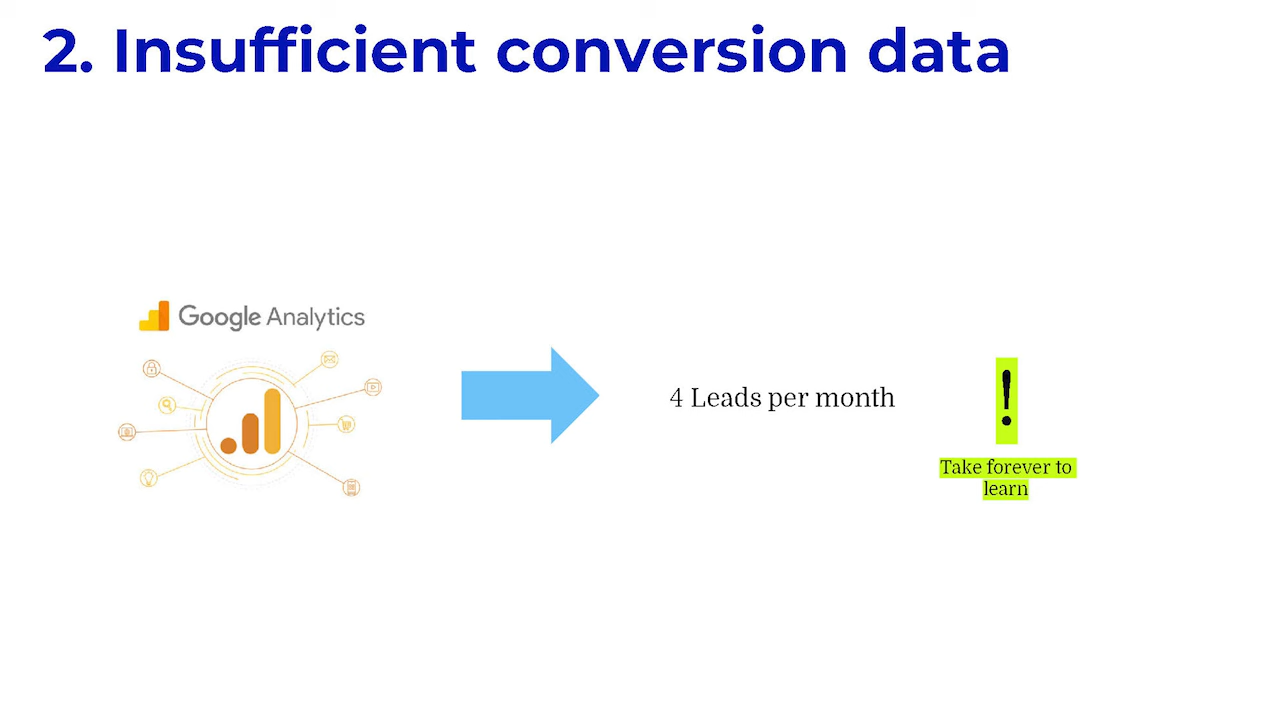 2. Insufficient conversion data
Google Analytics
4 Leads per month
!
Take forever to
learn